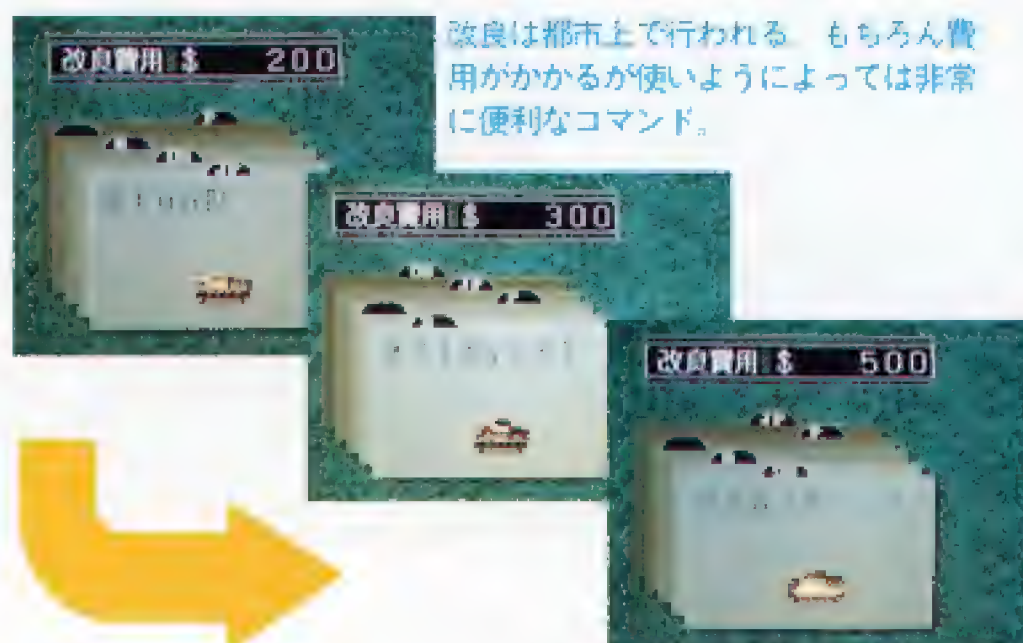 改良費用 $ 200
改良は都市上で行われる もちろん費
用がかかるが使いようによっては非常
に便利なコマンド。
改良費用 $ 300
改良費用 $ 500